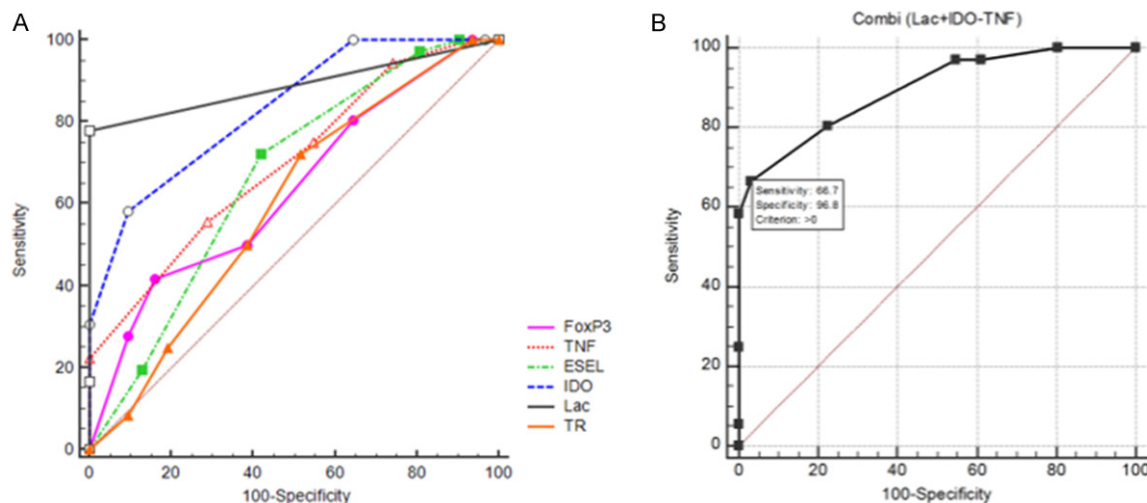 A
100
80
60
40
20
0
Sensitivity
0 20 40 60 80 100
100-Specificity
FoxP3
TNF
ESEL
IDO
Lac
TR
B
Combi (Lac+IDO-TNF)
100
80
60
40
20
0
Sensitivity
Sensitivity: 66.7
Specificity: 96.8
Criterion: >0
0 20 40 60 80 100
100-Specificity